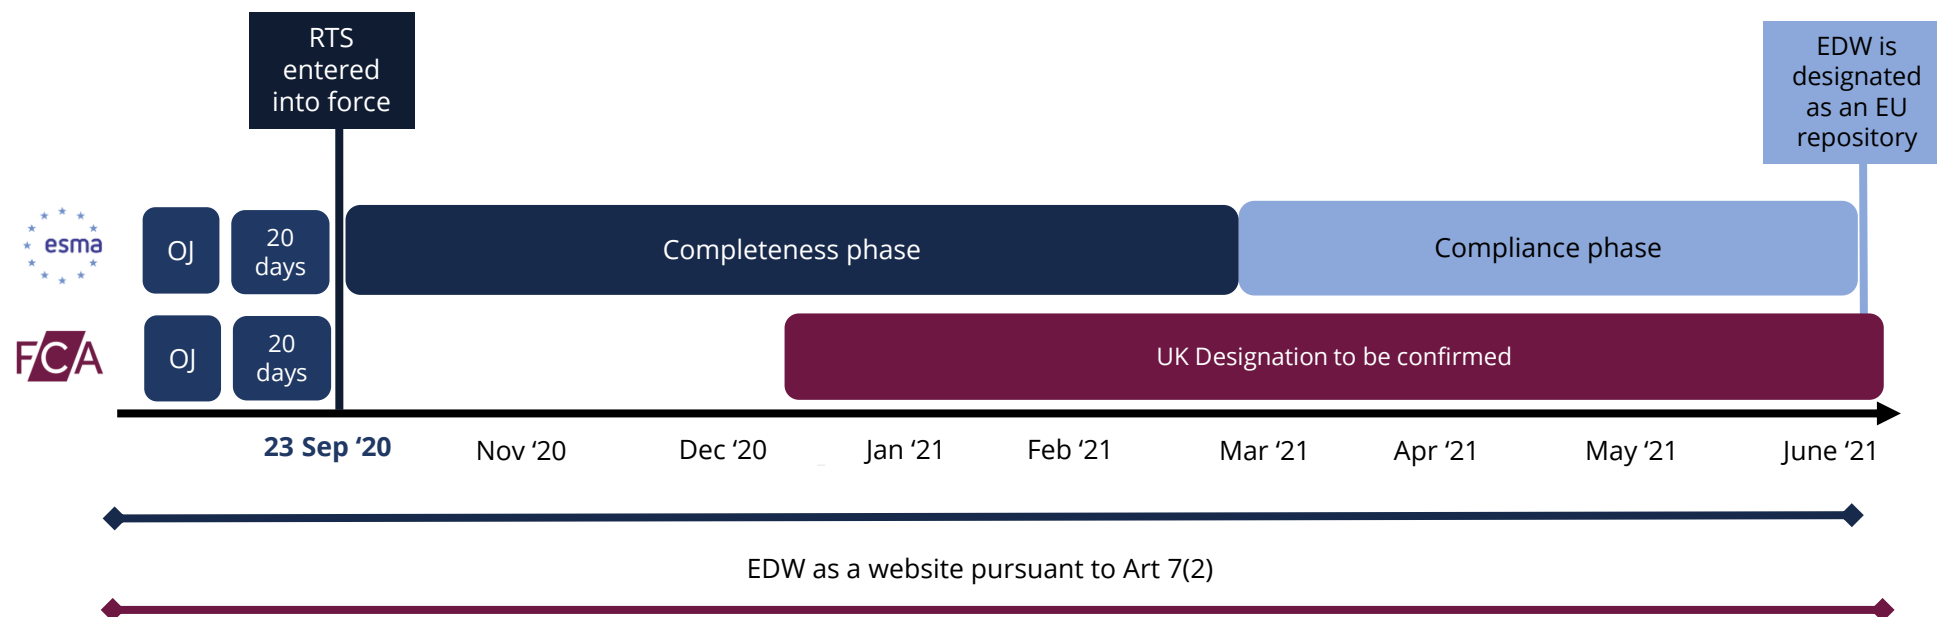 RTS
entered
into force
EDW is
designated
as an EU
repository
esma
OJ
20
days
Completeness phase
Compliance phase
FCA
OJ
20
days
UK Designation to be confirmed
23 Sep ‘20
Nov ‘20
Dec ‘20
Jan ‘21
Feb ‘21
Mar ‘21
Apr ‘21
May ‘21
June ‘21
EDW as a website pursuant to Art 7(2)